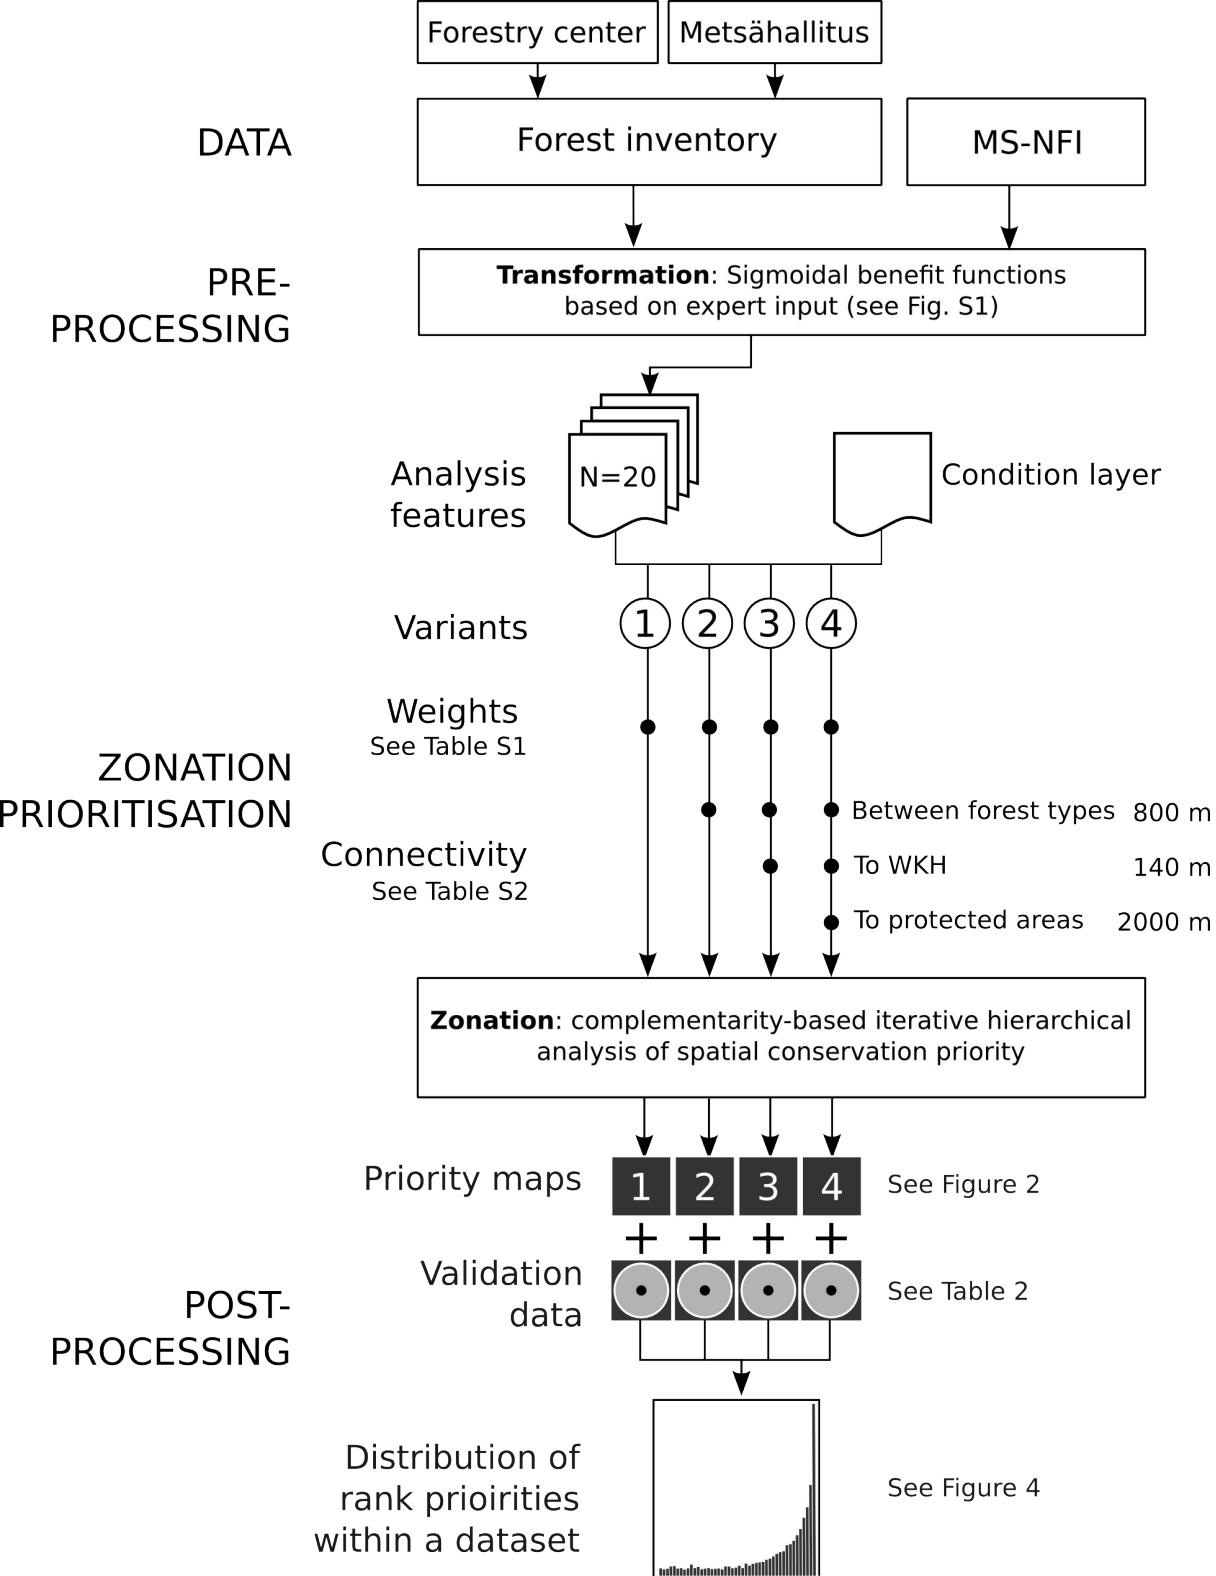 Forestry center
Metsähallitus
DATA
Forest inventory
MS-NFI
PRE-
PROCESSING
Transformation: Sigmoidal benefit functions
based on expert input (see Fig. S1)
Analysis
features
N=20
Condition layer
Variants
1
2
3
4
ZONATION
PRIORITISATION
Weights
See Table S1
Connectivity
See Table S2
Between forest types 800 m
To WKH 140 m
To protected areas 2000 m
Zonation: complementarity-based iterative hierarchical
analysis of spatial conservation priority
Priority maps
1
2
3
4
See Figure 2
+ + + +
POST-
PROCESSING
Validation
data
See Table 2
Distribution of
rank prioirities
within a dataset
See Figure 4